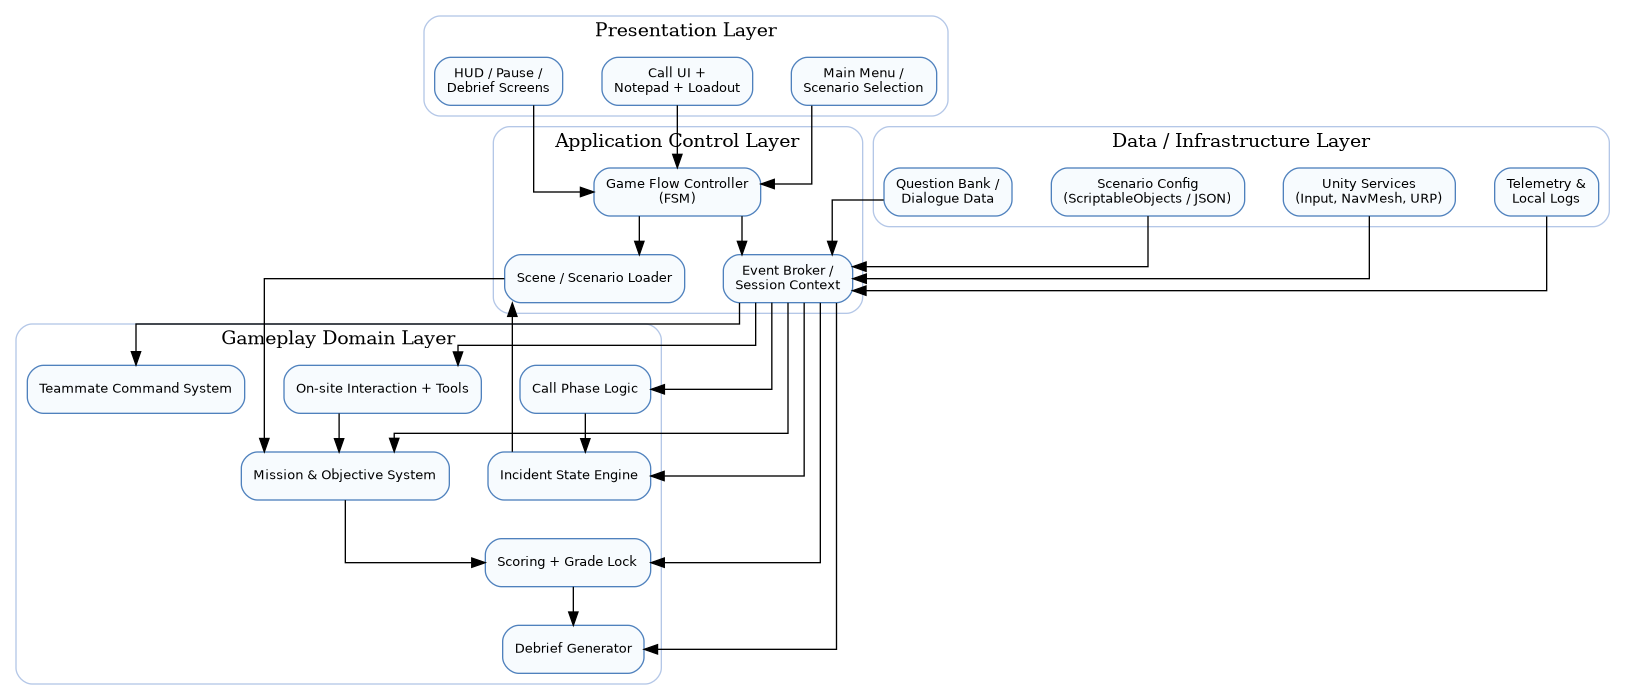 Presentation Layer
HUD / Pause /
Debrief Screens
Call UI +
Notepad + Loadout
Main Menu /
Scenario Selection
Application Control Layer
Game Flow Controller
(FSM)
Scene / Scenario Loader
Event Broker /
Session Context
Data / Infrastructure Layer
Question Bank /
Dialogue Data
Scenario Config
(ScriptableObjects / JSON)
Unity Services
(Input, NavMesh, URP)
Telemetry &
Local Logs
Gameplay Domain Layer
Teammate Command System
On-site Interaction + Tools
Call Phase Logic
Mission & Objective System
Incident State Engine
Scoring + Grade Lock
Debrief Generator